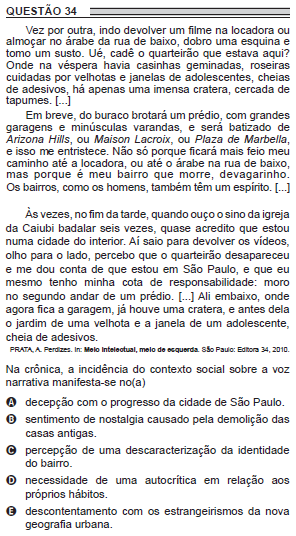 QUESTÃO 34
Vez por outra, indo devolver um filme na locadora ou
almoçar no árabe da rua de baixo, dobro uma esquina e
tomo um susto. Ué, cadê o quarteirão que estava aqui?
Onde na véspera havia casinhas geminadas, roseiras
cuidadas por velhotas e janelas de adolescentes, cheias
de adesivos, há apenas uma imensa cratera, cercada de
tapumes. [...]
Em breve, do buraco brotará um prédio, com grandes
garagens e minúsculas varandas, e será batizado de
Arizona Hills, ou Maison Lacroix, ou Plaza de Marbella,
e isso me entristece. Não só porque ficará mais feio meu
caminho até a locadora, ou até o árabe na rua de baixo,
mas porque é meu bairro que morre, devagarinho.
Os bairros, como os homens, também têm um espírito. [...]
Às vezes, no fim da tarde, quando ouço o sino da igreja
da Caiubi badalar seis vezes, quase acredito que estou
numa cidade do interior. Aí saio para devolver os vídeos,
olho para o lado, percebo que o quarteirão desapareceu
e me dou conta de que estou em São Paulo, e que eu
mesmo tenho minha cota de responsabilidade: moro
no segundo andar de um prédio. [...] Ali embaixo, onde
agora fica a garagem, já houve uma cratera, e antes dela
o jardim de uma velhota e a janela de um adolescente,
cheia de adesivos.
PRATA, A. Perdizes. In: Meio intelectual, meio de esquerda. São Paulo: Editora 34, 2010.
Na crônica, a incidência do contexto social sobre a voz
narrativa manifesta-se no(a)
A decepção com o progresso da cidade de São Paulo.
B sentimento de nostalgia causado pela demolição das
casas antigas.
C percepção de uma descaracterização da identidade
do bairro.
D necessidade de uma autocrítica em relação aos
próprios hábitos.
E descontentamento com os estrangeirismos da nova
geografia urbana.